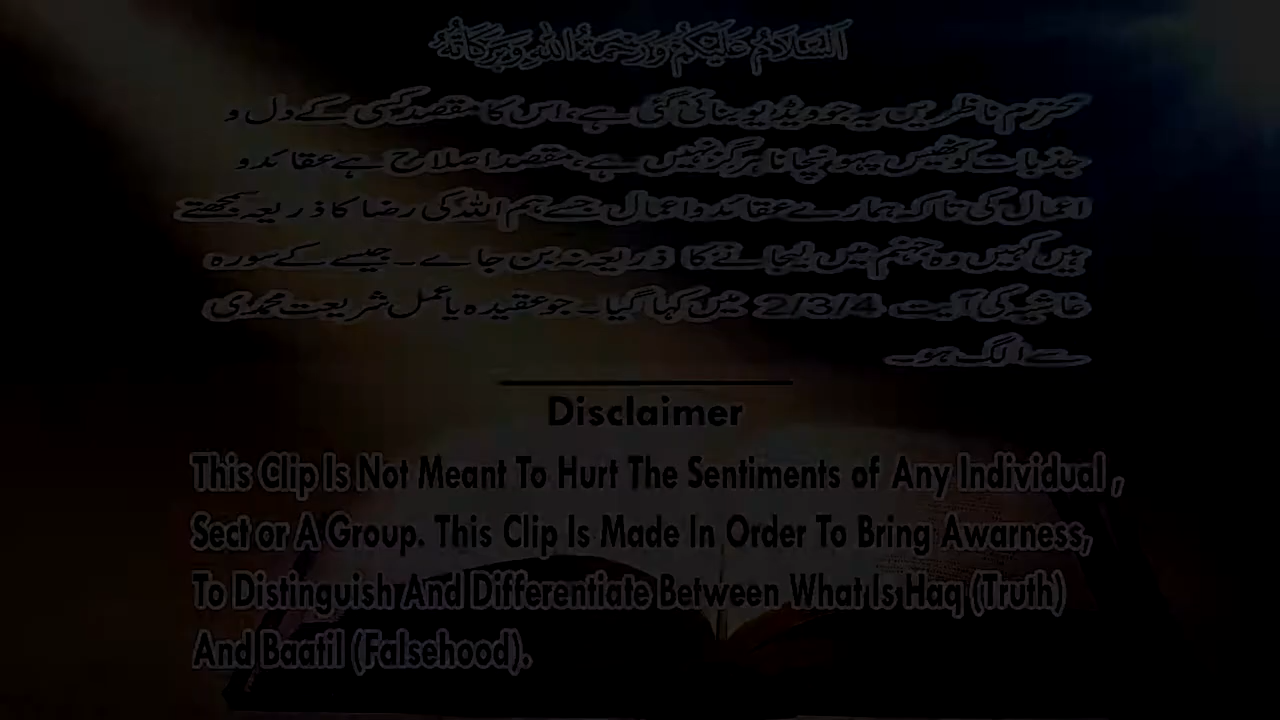 اَلسَّلَامُ عَلَيْكُمْ وَرَحْمَةُ اللهِ وَبَرَكَاتُهُ
محترم ناظرین یہ جو ویڈیو بنائی گئی ہے، اس کا مقصد کسی کے دل و
جذبات کو ٹھیس پہونچانا ہرگز نہیں ہے، مقصد اصلاح ہے عقائد و
اعمال کی تاکہ ہمارے عقائد و اعمال جسے ہم اللہ کی رضا کا ذریعہ سمجھتے
ہیں کہیں وہ جہنم میں لیجانے کا ذریعہ نہ بن جاے ۔ جیسے کے سورہ
غاشیہ کی آیت 2/3/4 میں کہا گیا ۔ جو عقیدہ یا عمل شریعت محمدی
سے الگ ہو ۔
Disclaimer
This Clip Is Not Meant To Hurt The Sentiments of Any Individual ,
Sect or A Group. This Clip Is Made In Order To Bring Awarness,
To Distinguish And Differentiate Between What Is Haq (Truth)
And Baatil (Falsehood).